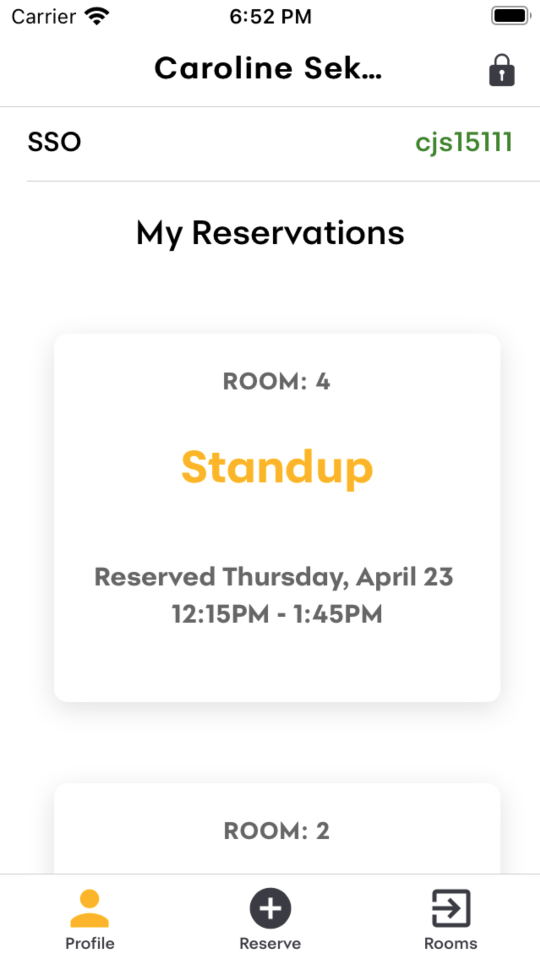 Carrier 6:52 PM
Caroline Sek...
SSO cjs15111
My Reservations
ROOM: 4
Standup
Reserved Thursday, April 23
12:15PM - 1:45PM
ROOM: 2
Profile Reserve Rooms